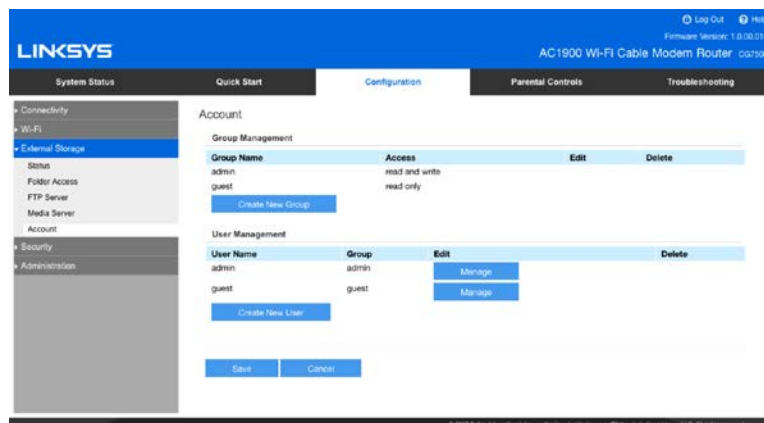 Log Out Hel
Firmware Version: 1.0.00.01
LINKSYS
AC1900 Wi-Fi Cable Modem Router CG750
System Status Quick Start Configuration Parental Controls Troubleshooting
Connectivity
Wi-Fi
External Storage
Status
Folder Access
FTP Server
Media Server
Account
Security
Administration
Account
Group Management
Group Name Access Edit Delete
admin read and write
guest read only
Create New Group
User Management
User Name Group Edit Delete
admin admin Manage
guest guest Manage
Create New User
Save Cancel